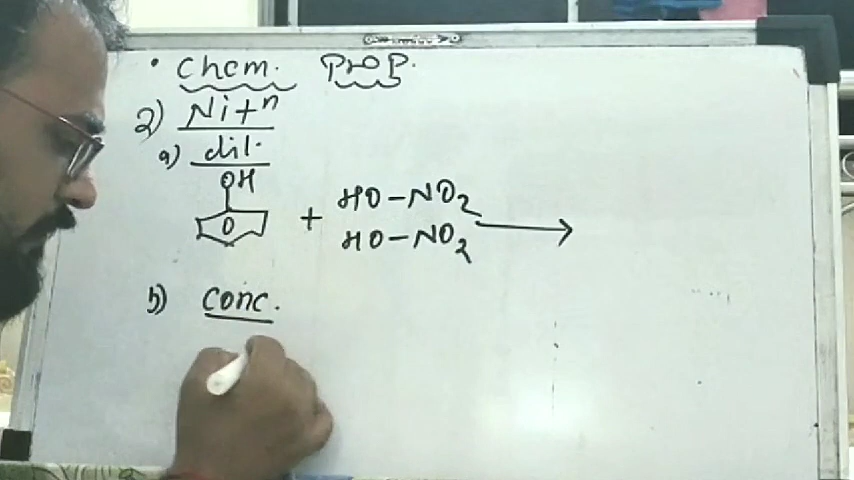 • Chem. Prop.
2) Nitn
a) dil.
OH
+ HO-NO2
HO-NO2
b) conc.